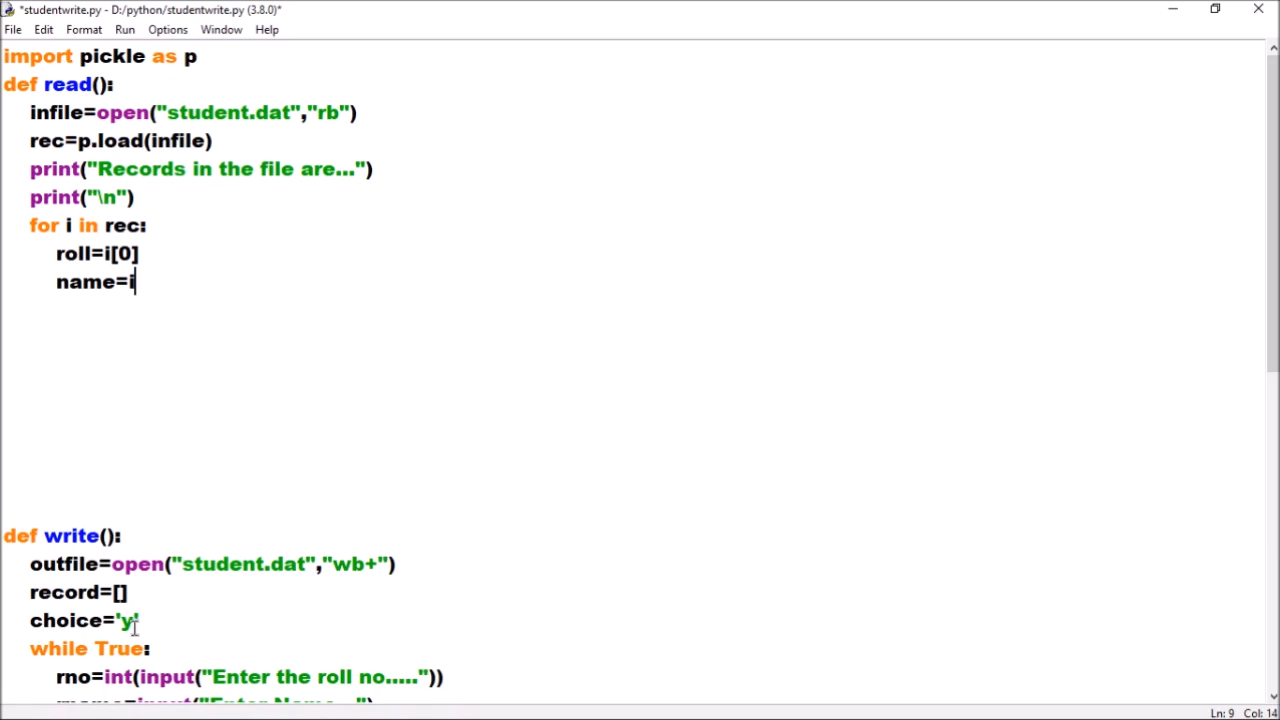 *studentwrite.py - D:/python/studentwrite.py (3.8.0)*
File Edit Format Run Options Window Help
import pickle as p
def read():
infile=open("student.dat","rb")
rec=p.load(infile)
print("Records in the file are...")
print("\n")
for i in rec:
roll=i[0]
name=i
def write():
outfile=open("student.dat","wb+")
record=[]
choice='y'
while True:
rno=int(input("Enter the roll no....."))
Ln: 9 Col: 14